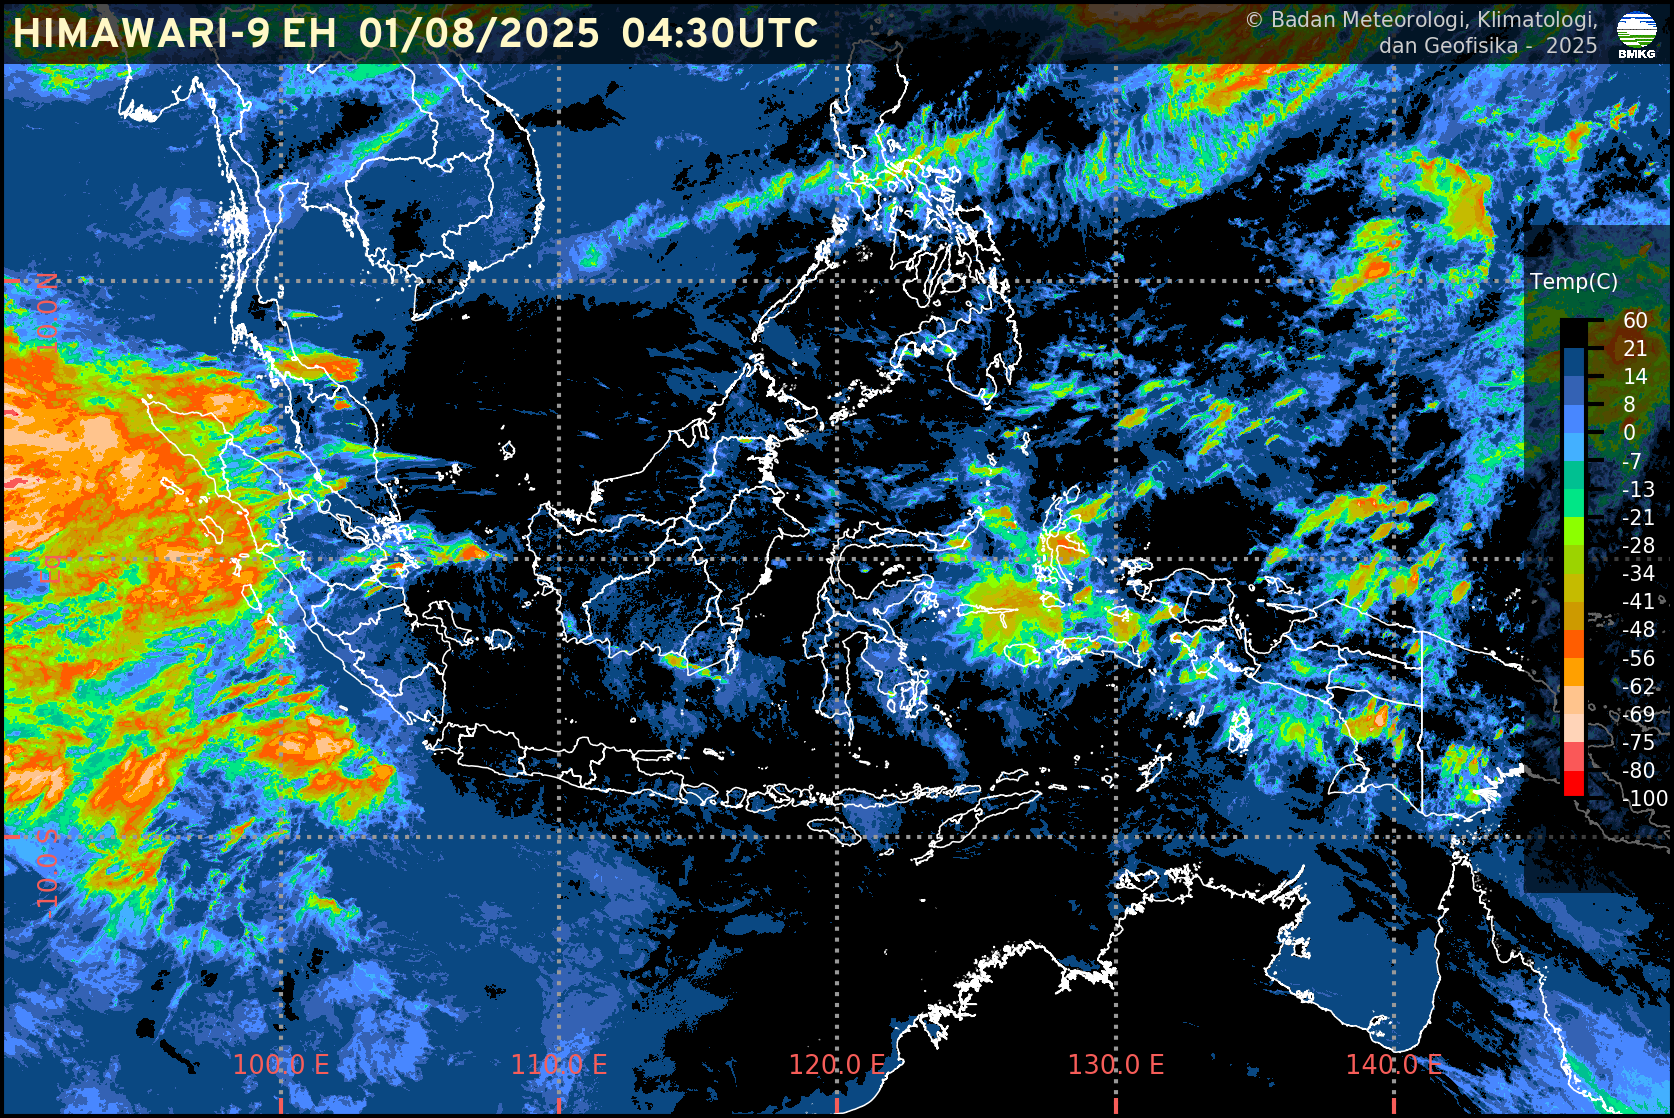 HIMAWARI-9 EH 01/08/2025 04:30UTC
© Badan Meteorologi, Klimatologi,
dan Geofisika - 2025
BMKG
10.0 N
Eq
-10.0 S
Temp(C)
60
21
14
8
0
-7
-13
-21
-28
-34
-41
-48
-56
-62
-69
-75
-80
-100
100.0 E
110.0 E
120.0 E
130.0 E
140.0 E